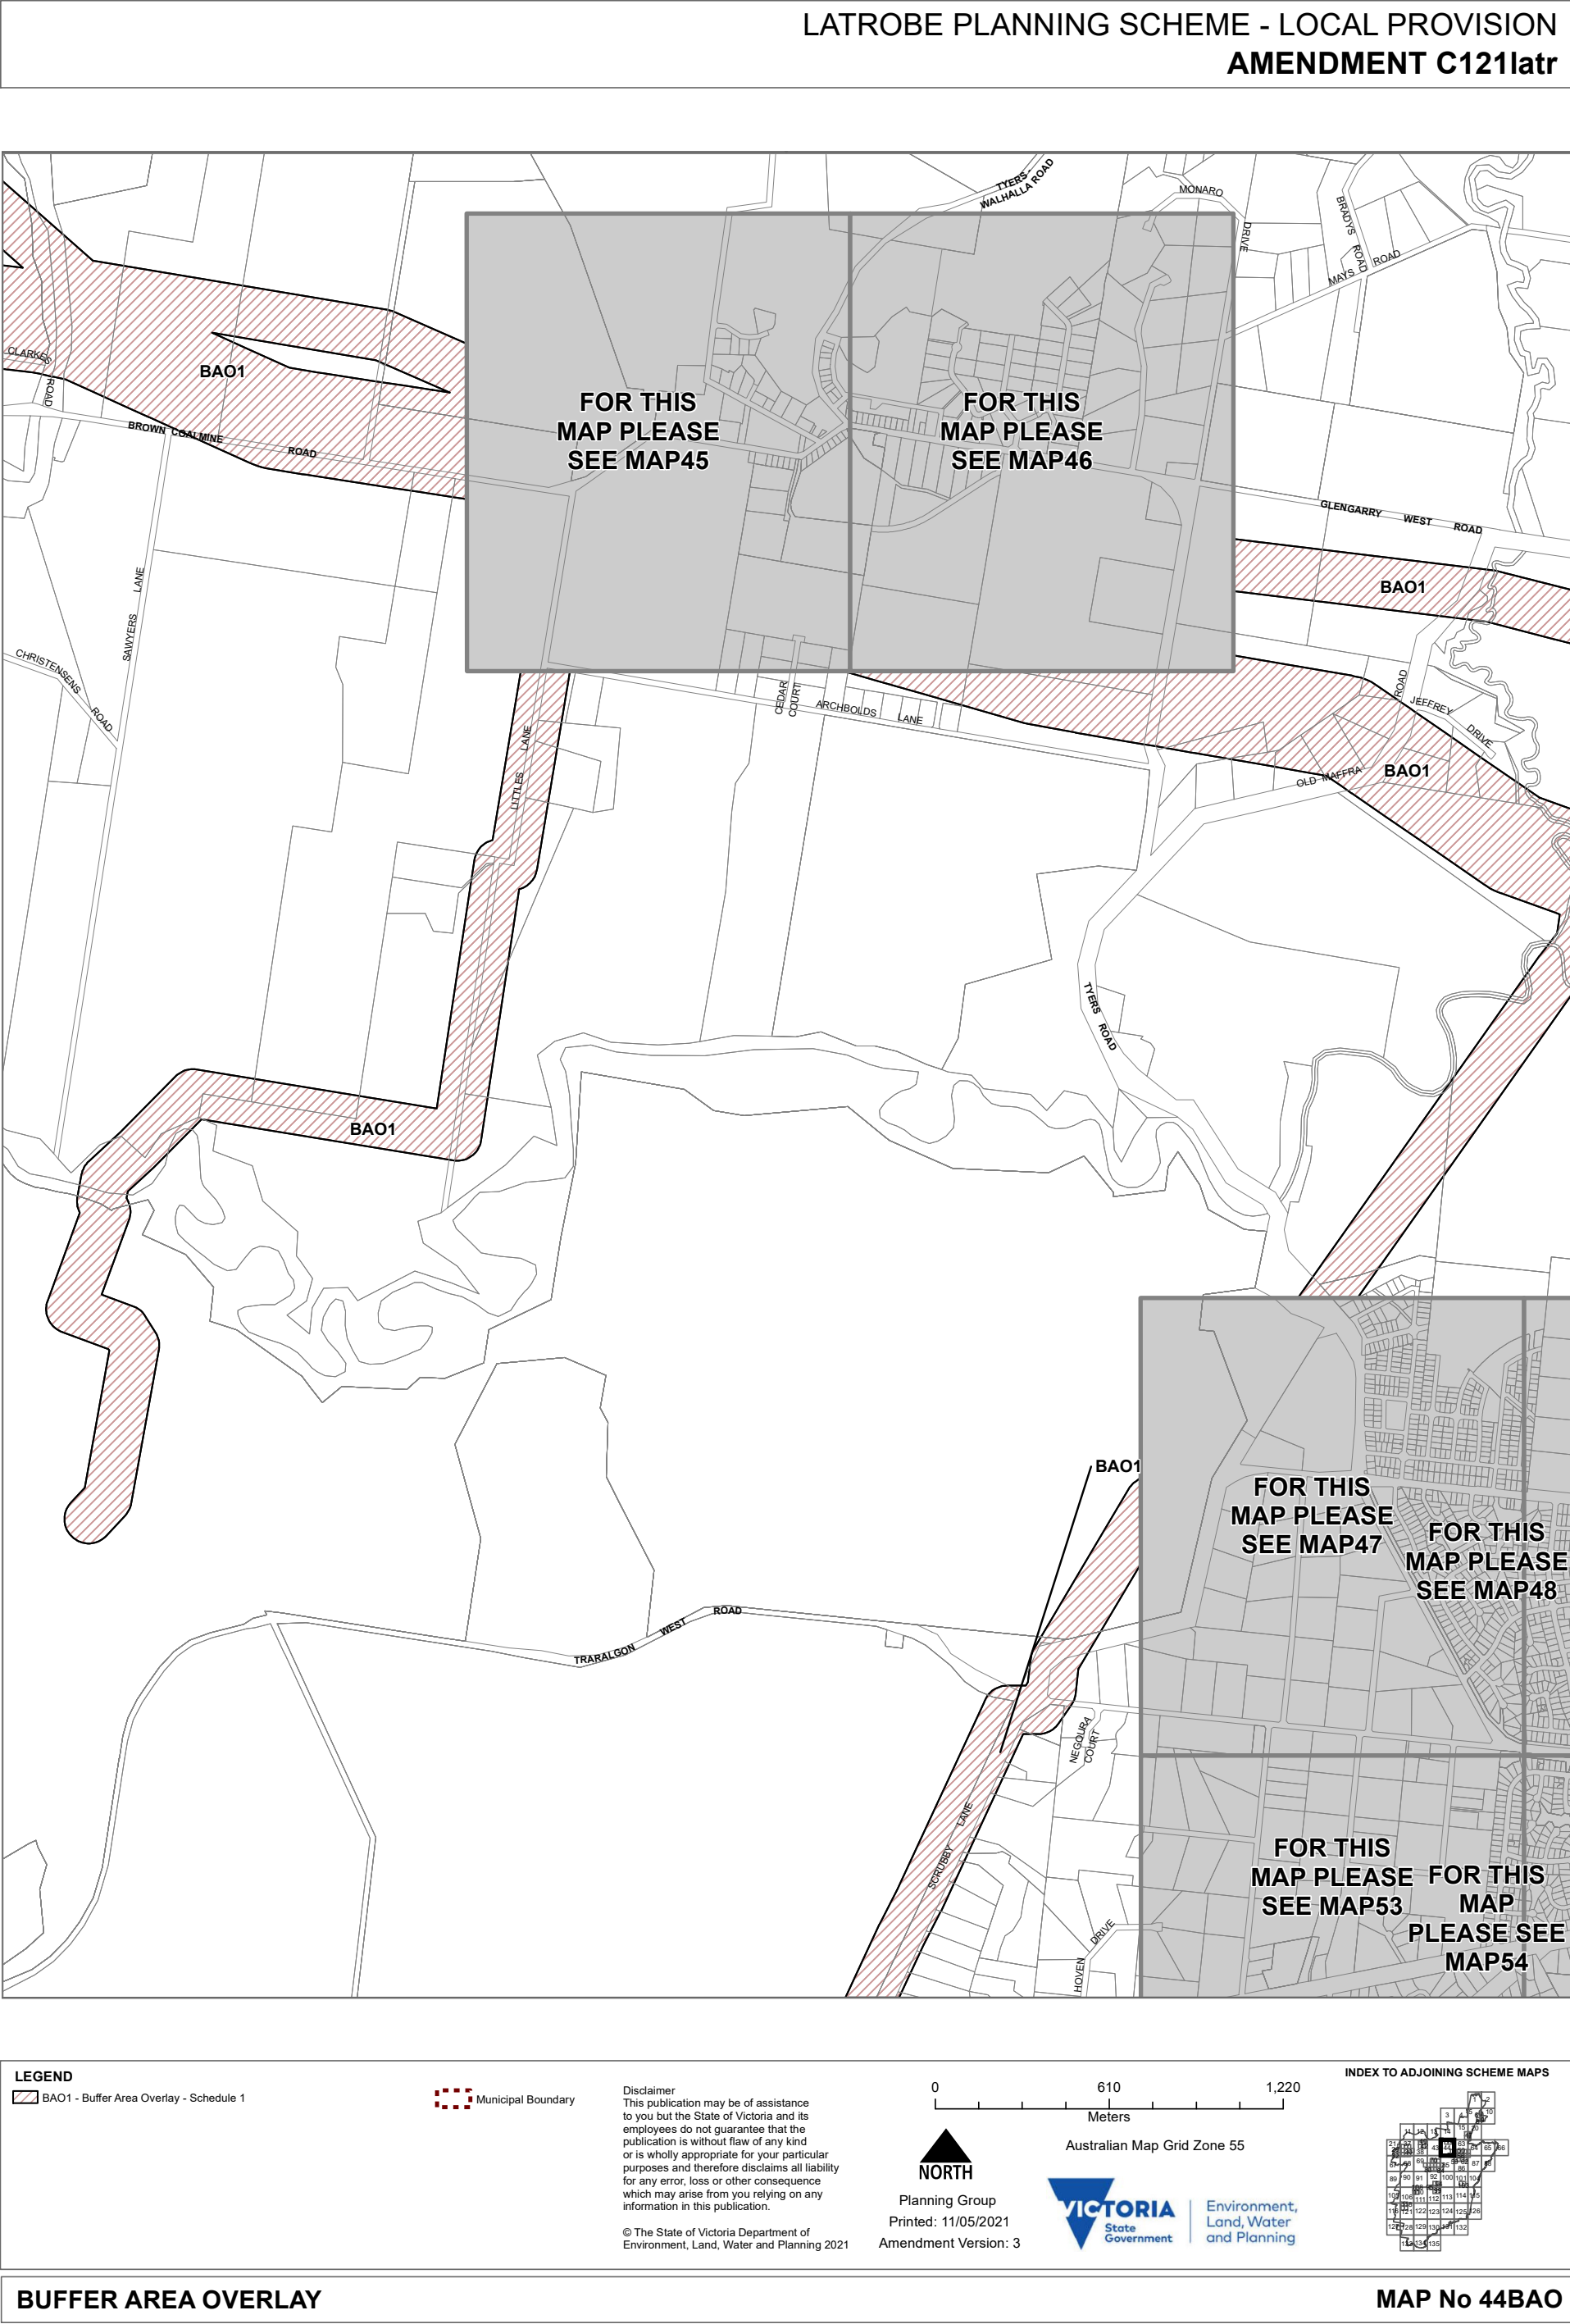 LATROBE PLANNING SCHEME - LOCAL PROVISION
AMENDMENT C121latr
TYERS - WALHALLA ROAD
MONARO
DRIVE
BRADYS ROAD
MAYS ROAD
CLARKES
ROAD
BAO1
BROWN COALMINE
ROAD
FOR THIS
MAP PLEASE
SEE MAP45
FOR THIS
MAP PLEASE
SEE MAP46
GLENGARRY WEST ROAD
BAO1
SAWYERS LANE
CHRISTENSENS
ROAD
CEDAR
COURT
ARCHBOLDS LANE
ROAD
JEFFREY
DRIVE
LITTLES LANE
OLD MAFFRA
BAO1
TYERS ROAD
BAO1
BAO1
FOR THIS
MAP PLEASE
SEE MAP47
FOR THIS
MAP PLEASE
SEE MAP48
TRARALGON WEST ROAD
NEGOURA
COURT
SCRUBBY LANE
FOR THIS
MAP PLEASE
SEE MAP53
FOR THIS
MAP
PLEASE SEE
MAP54
HOVEN DRIVE
LEGEND
BAO1 - Buffer Area Overlay - Schedule 1
Municipal Boundary
Disclaimer
This publication may be of assistance
to you but the State of Victoria and its
employees do not guarantee that the
publication is without flaw of any kind
or is wholly appropriate for your particular
purposes and therefore disclaims all liability
for any error, loss or other consequence
which may arise from you relying on any
information in this publication.
© The State of Victoria Department of
Environment, Land, Water and Planning 2021
0 610 1,220
Meters
Australian Map Grid Zone 55
NORTH
Planning Group
Printed: 11/05/2021
Amendment Version: 3
VICTORIA
State
Government
Environment,
Land, Water
and Planning
INDEX TO ADJOINING SCHEME MAPS
BUFFER AREA OVERLAY
MAP No 44BAO